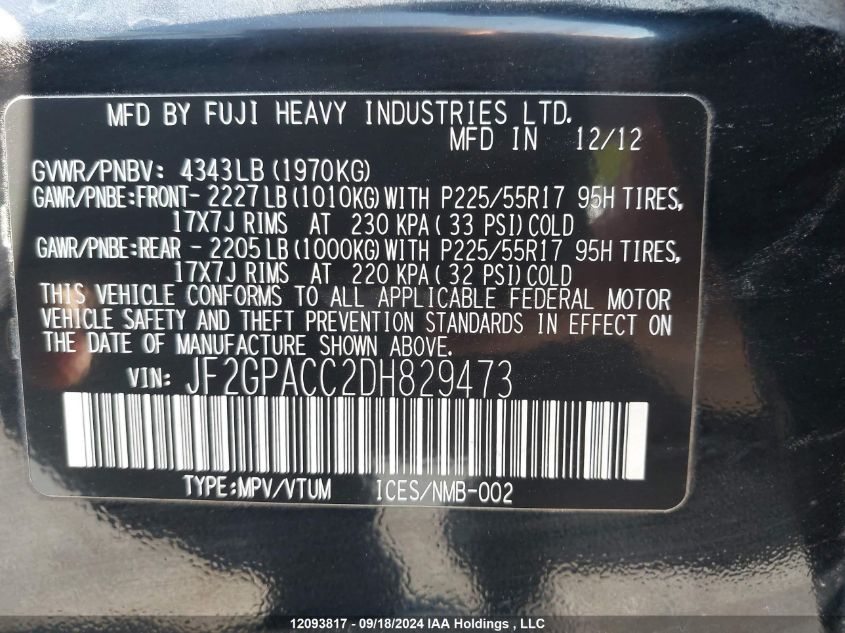 MFD BY FUJI HEAVY INDUSTRIES LTD.
MFD IN 12/12
GVWR/PNBV: 4343LB (1970KG)
GAWR/PNBE:FRONT- 2227LB (1010KG) WITH P225/55R17 95H TIRES,
17X7J RIMS AT 230 KPA ( 33 PSI) COLD
GAWR/PNBE:REAR - 2205LB (1000KG) WITH P225/55R17 95H TIRES,
17X7J RIMS AT 220 KPA ( 32 PSI) COLD
THIS VEHICLE CONFORMS TO ALL APPLICABLE FEDERAL MOTOR
VEHICLE SAFETY AND THEFT PREVENTION STANDARDS IN EFFECT ON
THE DATE OF MANUFACTURE SHOWN ABOVE.
VIN: JF2GPACC2DH829473
TYPE:MPV/VTUM ICES/NMB-002
12093817 - 09/18/2024 IAA Holdings , LLC